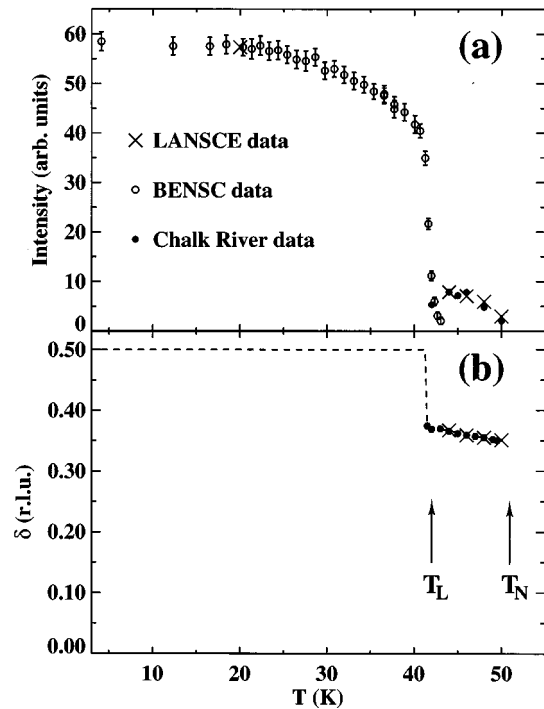 (a)
60
50
40
30
20
10
0
Intensity (arb. units)
LANSCE data
BENSC data
Chalk River data
(b)
0.50
0.40
0.30
0.20
0.10
0.00
δ (r.l.u.)
T_L T_N
10 20 30 40 50
T (K)